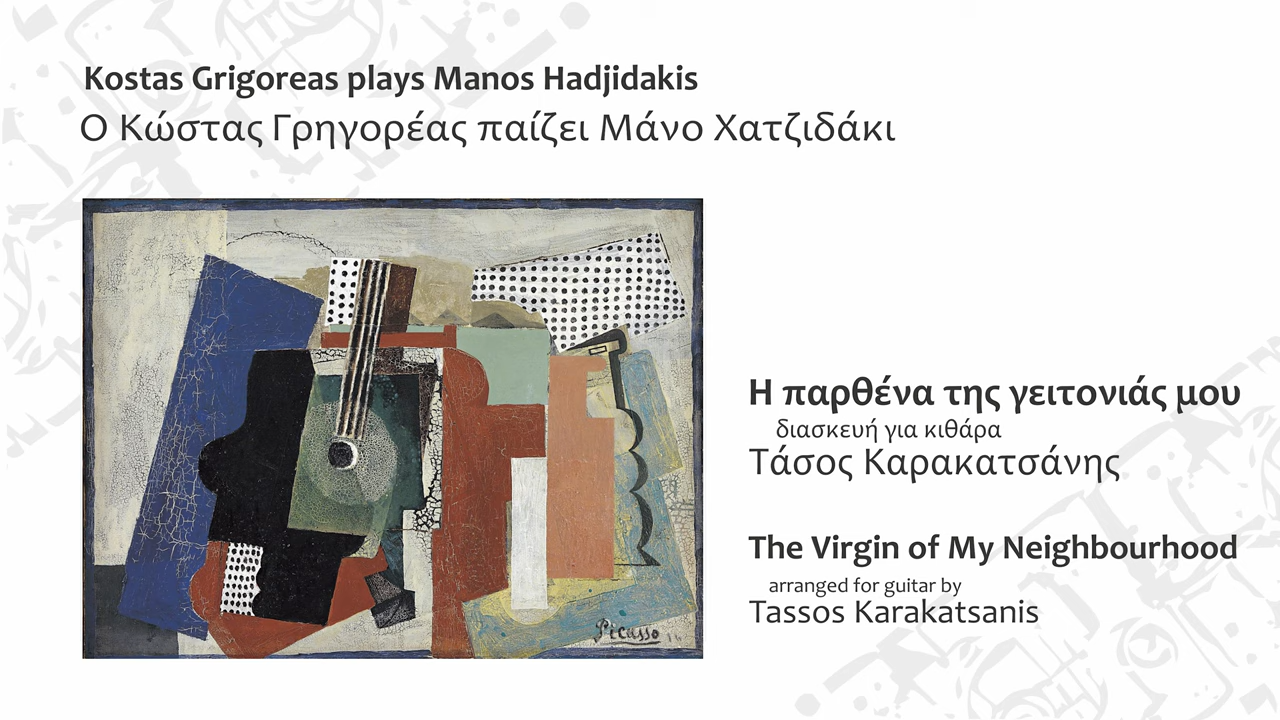 Kostas Grigoreas plays Manos Hadjidakis
Ο Κώστας Γρηγορέας παίζει Μάνο Χατζιδάκι
Η παρθένα της γειτονιάς μου
διασκευή για κιθάρα
Τάσος Καρακατσάνης
The Virgin of My Neighbourhood
arranged for guitar by
Tassos Karakatsanis
Picasso